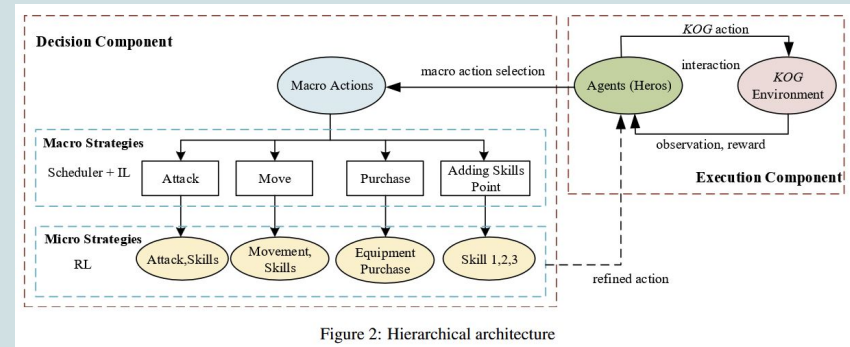 Decision Component
Macro Actions
macro action selection
KOG action
Agents (Heros)
interaction
KOG
Environment
observation, reward
Execution Component
Macro Strategies
Scheduler + IL
Attack
Move
Purchase
Adding Skills
Point
Micro Strategies
RL
Attack,Skills
Movement,
Skills
Equipment
Purchase
Skill 1,2,3
refined action
Figure 2: Hierarchical architecture